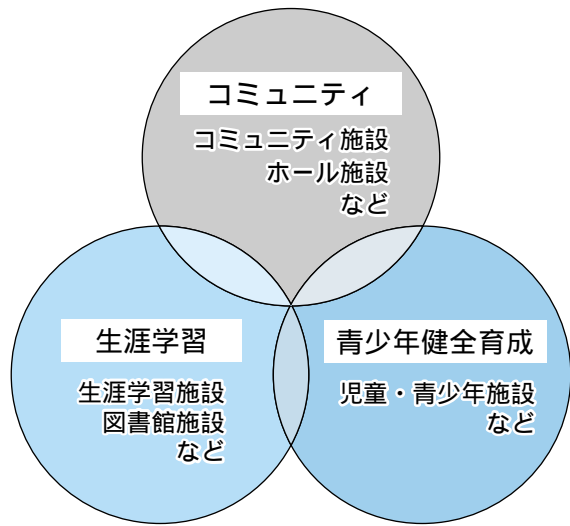 コミュニティ
コミュニティ施設
ホール施設
など
生涯学習
生涯学習施設
図書館施設
など
青少年健全育成
児童・青少年施設
など